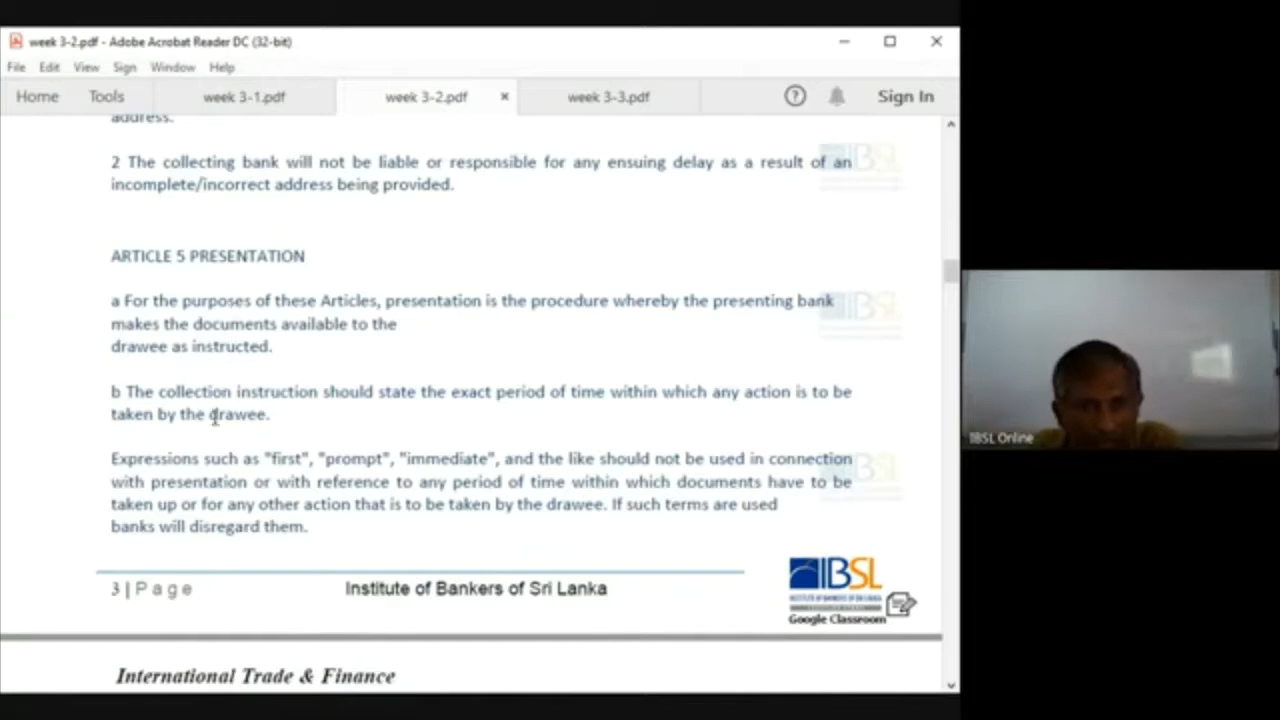 week 3-2.pdf - Adobe Acrobat Reader DC (32-bit)
File Edit View Sign Window Help
Home Tools week 3-1.pdf week 3-2.pdf × week 3-3.pdf ? Sign In
address.
2 The collecting bank will not be liable or responsible for any ensuing delay as a result of an
incomplete/incorrect address being provided.
ARTICLE 5 PRESENTATION
a For the purposes of these Articles, presentation is the procedure whereby the presenting bank
makes the documents available to the
drawee as instructed.
b The collection instruction should state the exact period of time within which any action is to be
taken by the drawee.
Expressions such as "first", "prompt", "immediate", and the like should not be used in connection
with presentation or with reference to any period of time within which documents have to be
taken up or for any other action that is to be taken by the drawee. If such terms are used
banks will disregard them.
3 | Page Institute of Bankers of Sri Lanka
IBSL
INSTITUTE OF BANKERS OF SRI LANKA
Google Classroom
International Trade & Finance
IBSL Online